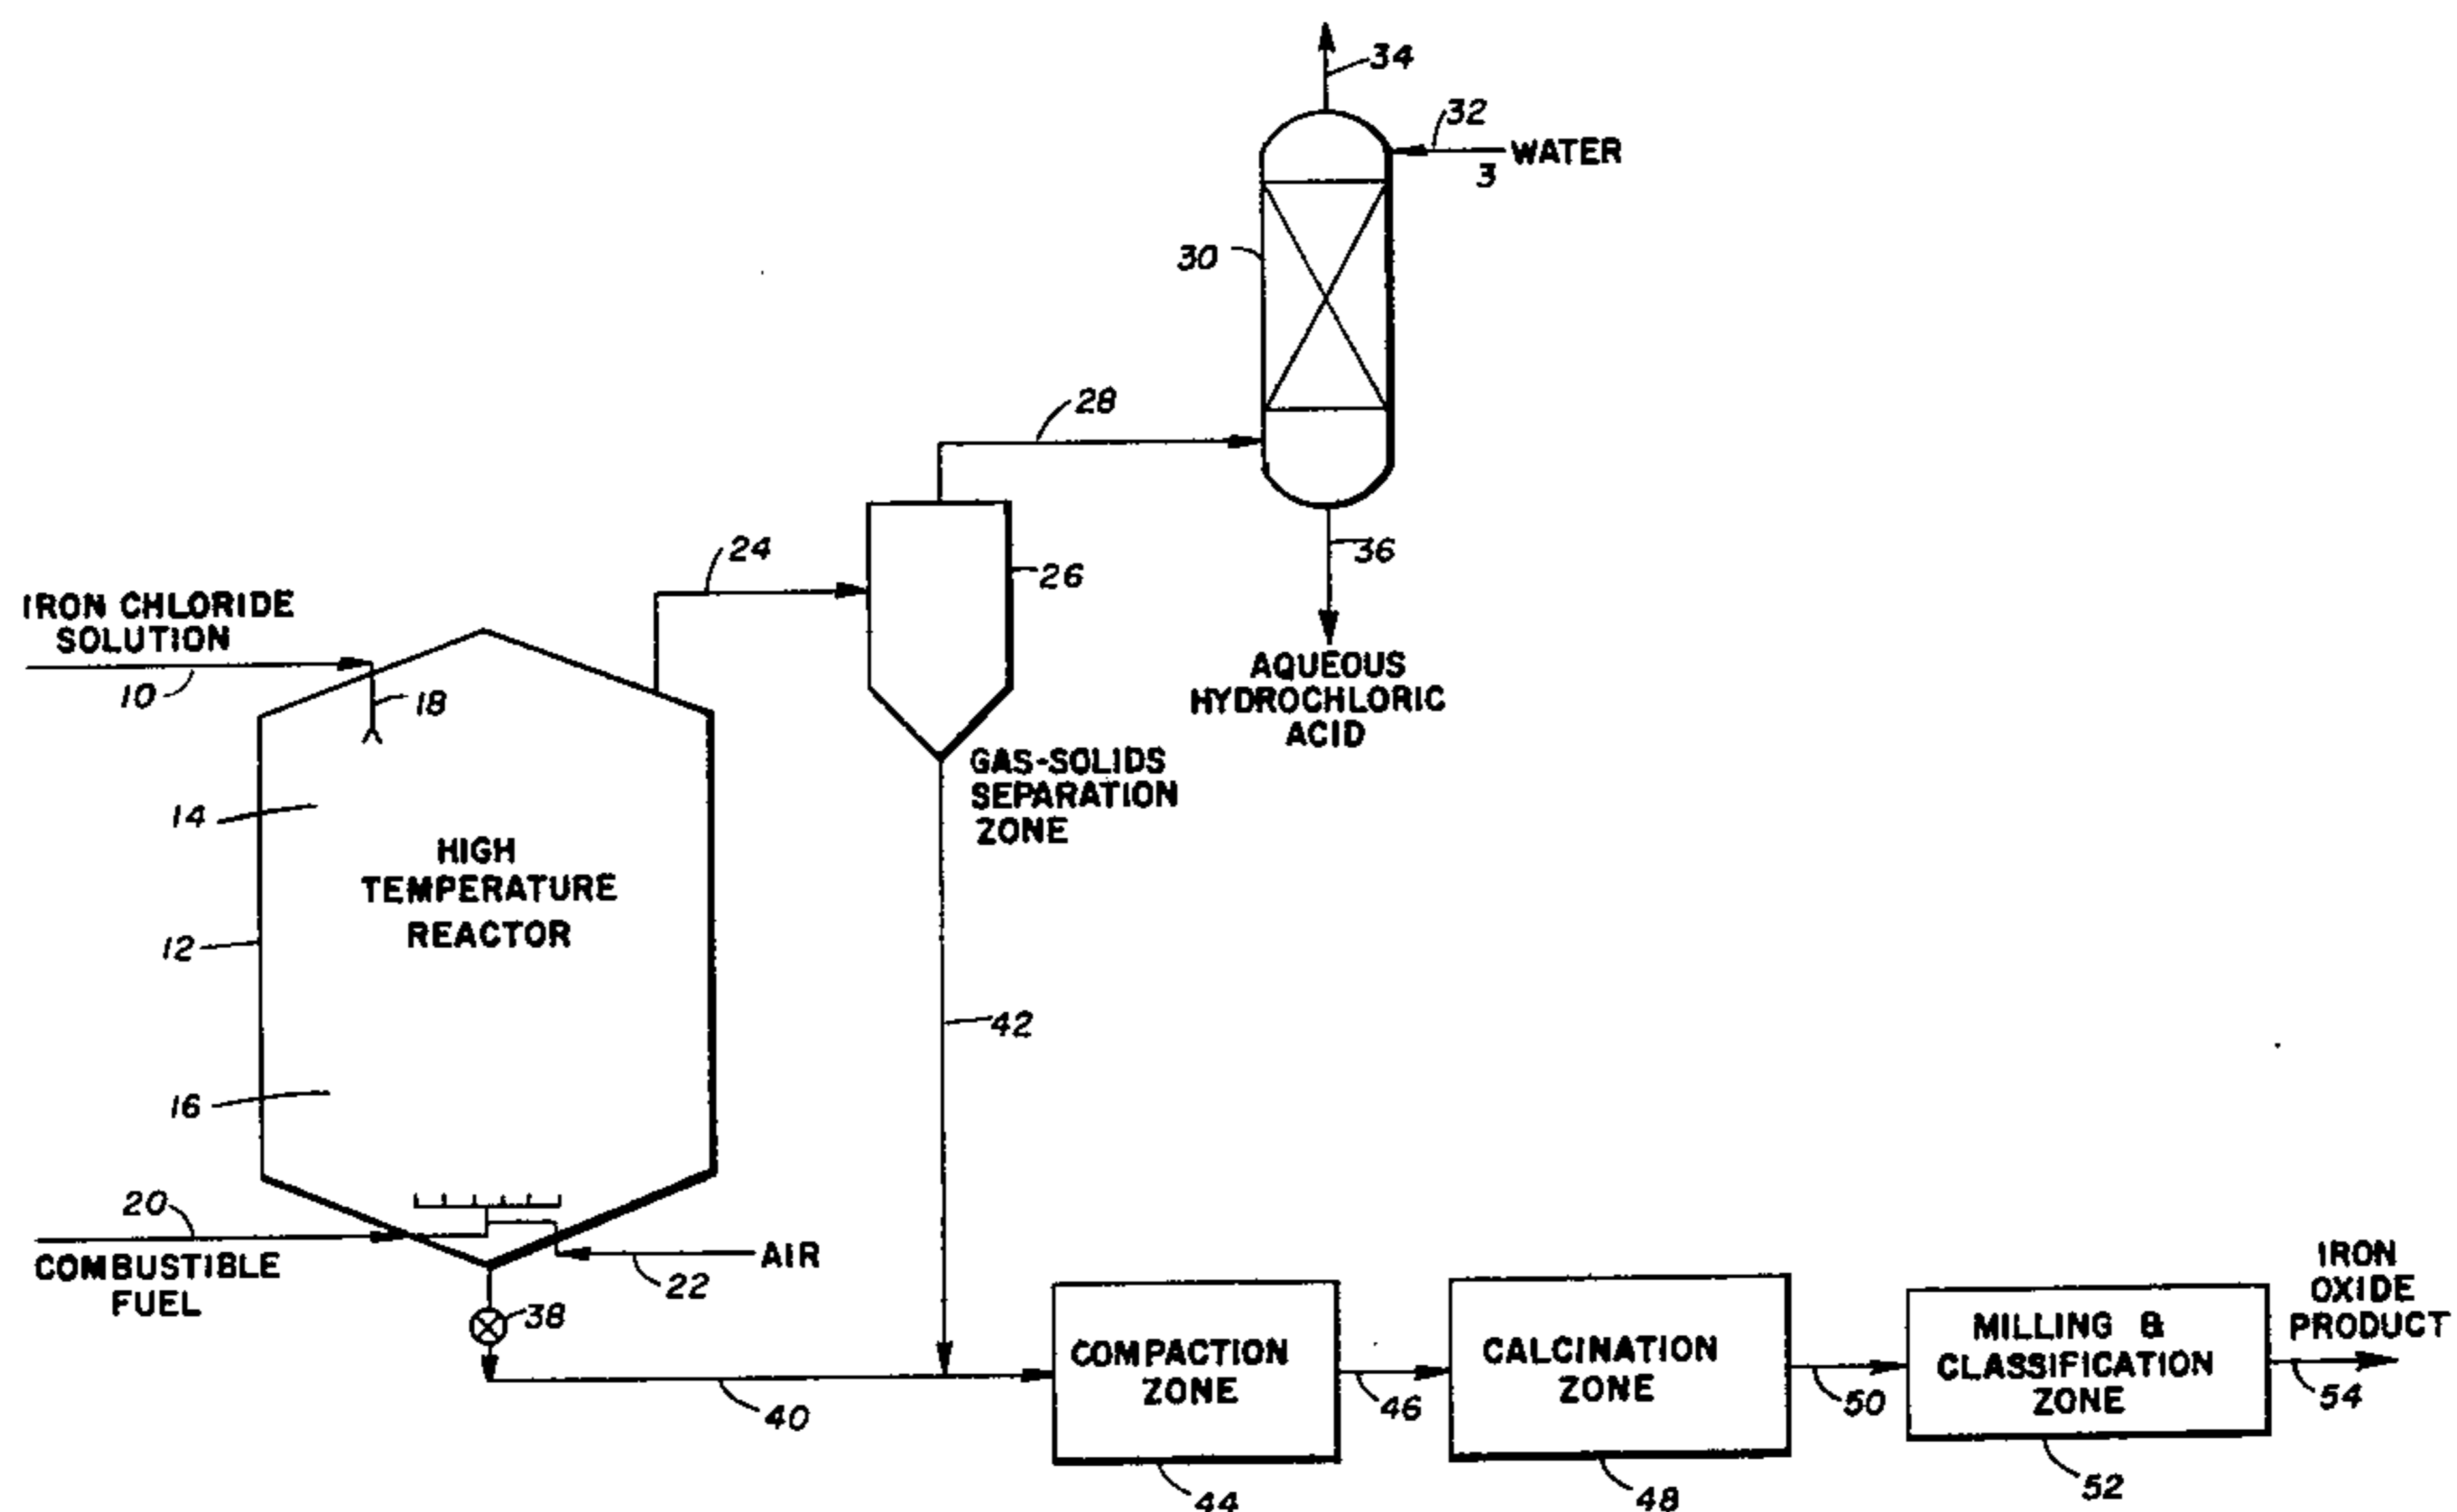 34
32
WATER
3
30
28
24
26
36
IRON CHLORIDE
SOLUTION
10
18
AQUEOUS
HYDROCHLORIC
ACID
GAS-SOLIDS
SEPARATION
ZONE
14
HIGH
TEMPERATURE
REACTOR
12
42
16
20
COMBUSTIBLE
FUEL
AIR
22
38
40
COMPACTION
ZONE
44
46
CALCINATION
ZONE
48
50
MILLING &
CLASSIFICATION
ZONE
52
IRON
OXIDE
PRODUCT
54